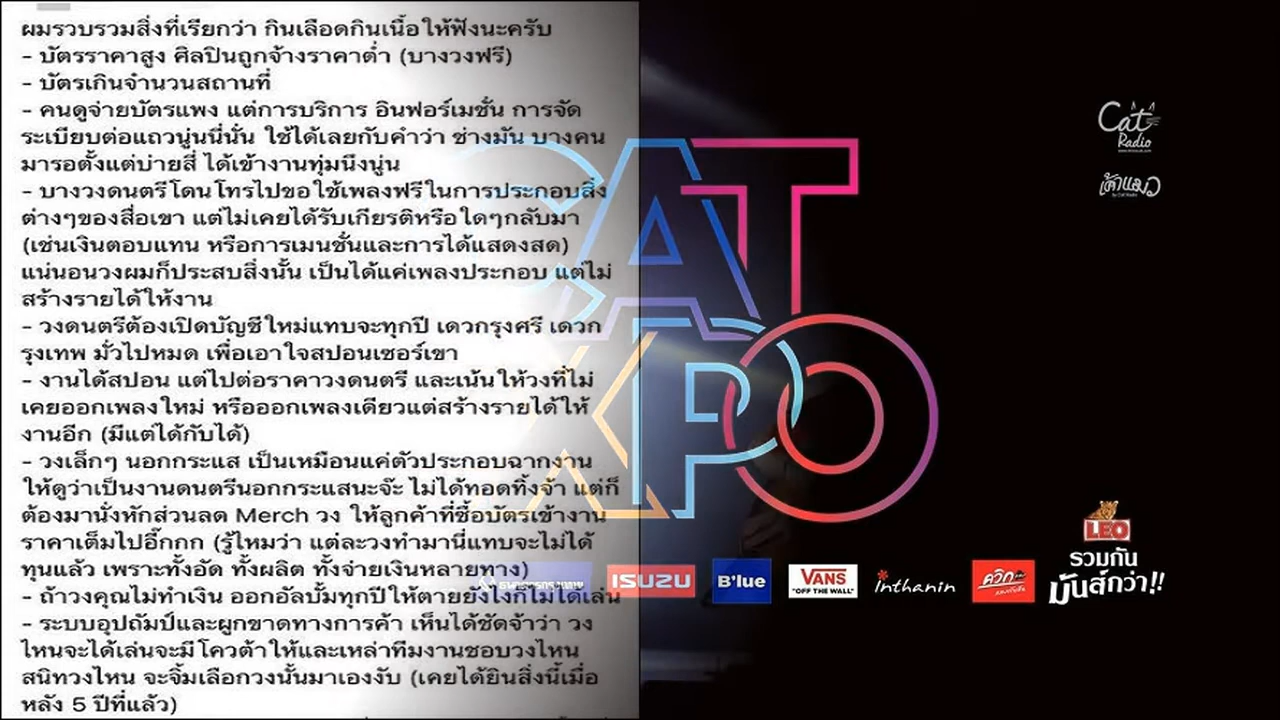 ผมรวบรวมสิ่งที่เรียกว่า กินเลือดกินเนื้อให้ฟังนะครับ
- บัตรราคาสูง ศิลปินถูกจ้างราคาต่ำ (บางวงฟรี)
- บัตรเกินจำนวนสถานที่
- คนดูจ่ายบัตรแพง แต่การบริการ อินฟอร์เมชั่น การจัด
ระเบียบต่อแถวนู่นนี่นั่น ใช้ได้เลยกับคำว่า ช่างมัน บางคน
มารอตั้งแต่บ่ายสี่ ได้เข้างานทุ่มนึงนู่น
- บางวงดนตรีโดนโทรไปขอใช้เพลงฟรีในการประกอบสิ่ง
ต่างๆของสื่อเขา แต่ไม่เคยได้รับเกียรติหรือใดๆกลับมา
(เช่นเงินตอบแทน หรือการเมนชั่นและการได้แสดงสด)
แน่นอนวงผมก็ประสบสิ่งนั้น เป็นได้แค่เพลงประกอบ แต่ไม่
สร้างรายได้ให้งาน
- วงดนตรีต้องเปิดบัญชีใหม่แทบจะทุกปี เดวกรุงศรี เดวก
รุงเทพ มั่วไปหมด เพื่อเอาใจสปอนเซอร์เขา
- งานได้สปอน แต่ไปต่อราคาวงดนตรี และเน้นให้วงที่ไม่
เคยออกเพลงใหม่ หรือออกเพลงเดียวแต่สร้างรายได้ให้
งานอีก (มีแต่ได้กับได้)
- วงเล็กๆ นอกกระแส เป็นเหมือนแค่ตัวประกอบฉากงาน
ให้ดูว่าเป็นงานดนตรีนอกกระแสนะจ๊ะ ไม่ได้ทอดทิ้งจ้า แต่ก็
ต้องมานั่งหักส่วนลด Merch วง ให้ลูกค้าที่ซื้อบัตรเข้างาน
ราคาเต็มไปอี๊กกก (รู้ไหมว่า แต่ละวงทำมานี่แทบจะไม่ได้
ทุนแล้ว เพราะทั้งอัด ทั้งผลิต ทั้งจ่ายเงินหลายทาง)
- ถ้าวงคุณไม่ทำเงิน ออกอัลบั้มทุกปีให้ตายยังไงก็ไม่ได้เล่น
- ระบบอุปถัมป์และผูกขาดทางการค้า เห็นได้ชัดจ้าว่า วง
ไหนจะได้เล่นจะมีโควต้าให้และเหล่าทีมงานชอบวงไหน
สนิทวงไหน จะจิ้มเลือกวงนั้นมาเองงับ (เคยได้ยินสิ่งนี้เมื่อ
หลัง 5 ปีที่แล้ว)
CAT
EXPO
Cat
Radio
เค้าแมว
ธนาคารกรุงเทพ
ISUZU
B'lue
VANS
"OFF THE WALL"
inthanin
ควิก
LEO
รวมกัน
มันส์กว่า!!